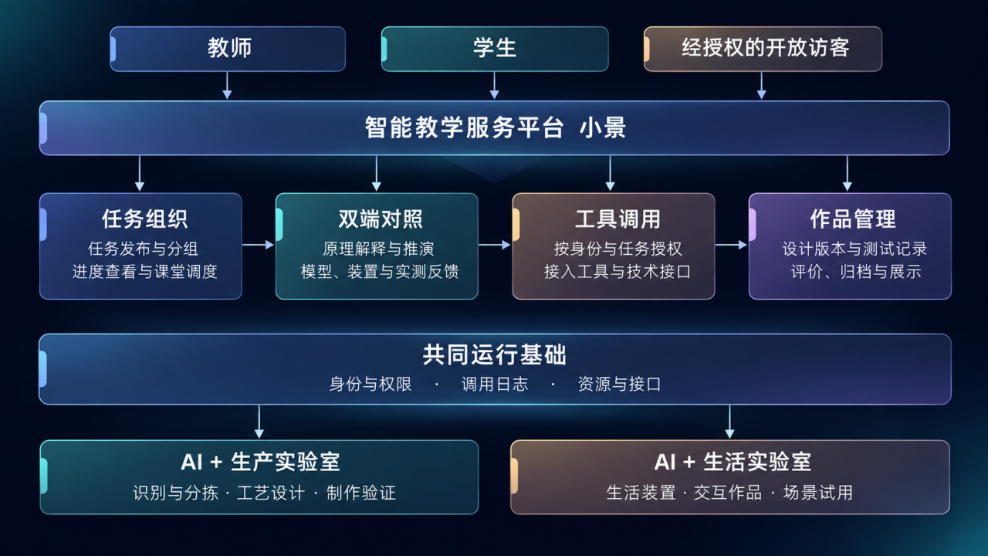 教师
学生
经授权的开放访客
智能教学服务平台 小景
任务组织
任务发布与分组
进度查看与课堂调度
双端对照
原理解释与推演
模型、装置与实测反馈
工具调用
按身份与任务授权
接入工具与技术接口
作品管理
设计版本与测试记录
评价、归档与展示
共同运行基础
身份与权限 · 调用日志 · 资源与接口
AI + 生产实验室
识别与分拣 · 工艺设计 · 制作验证
AI + 生活实验室
生活装置 · 交互作品 · 场景试用